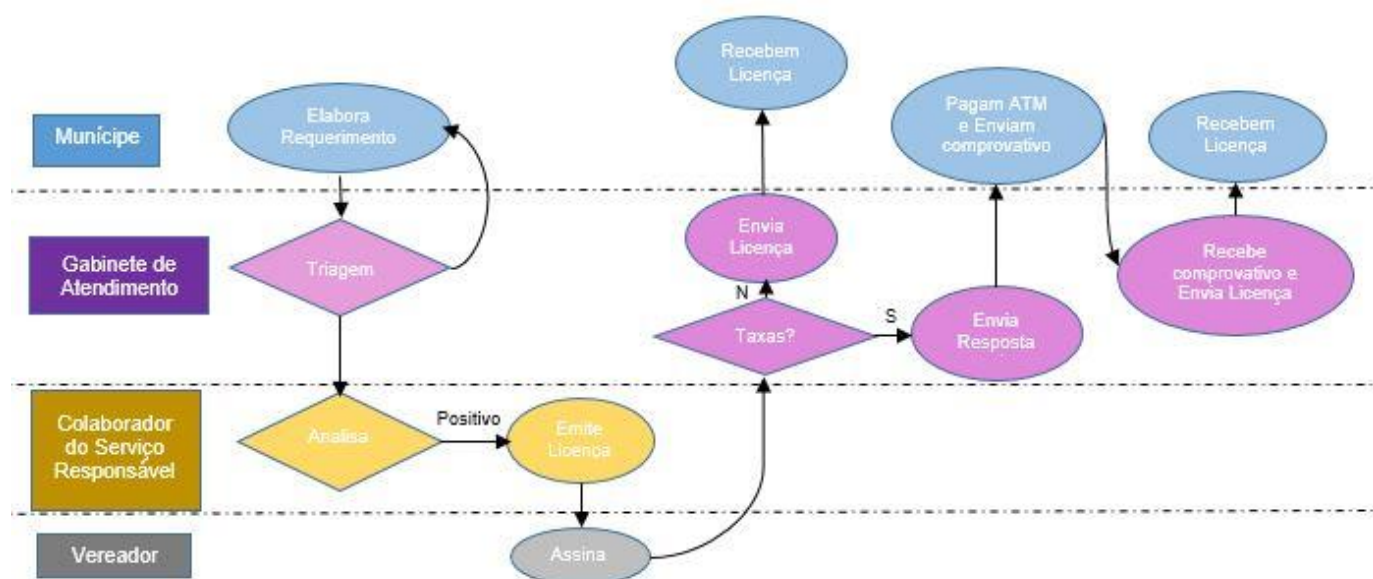 Recebem
Licença
Elabora
Requerimento
Pagam ATM
e Enviam
comprovativo
Recebem
Licença
Munícipe
Envia
Licença
Gabinete de
Atendimento
Triagem
Recebe
comprovativo e
Envia Licença
N
S
Taxas?
Envia
Resposta
Colaborador
do Serviço
Responsável
Analisa
Positivo
Emite
Licença
Vereador
Assina